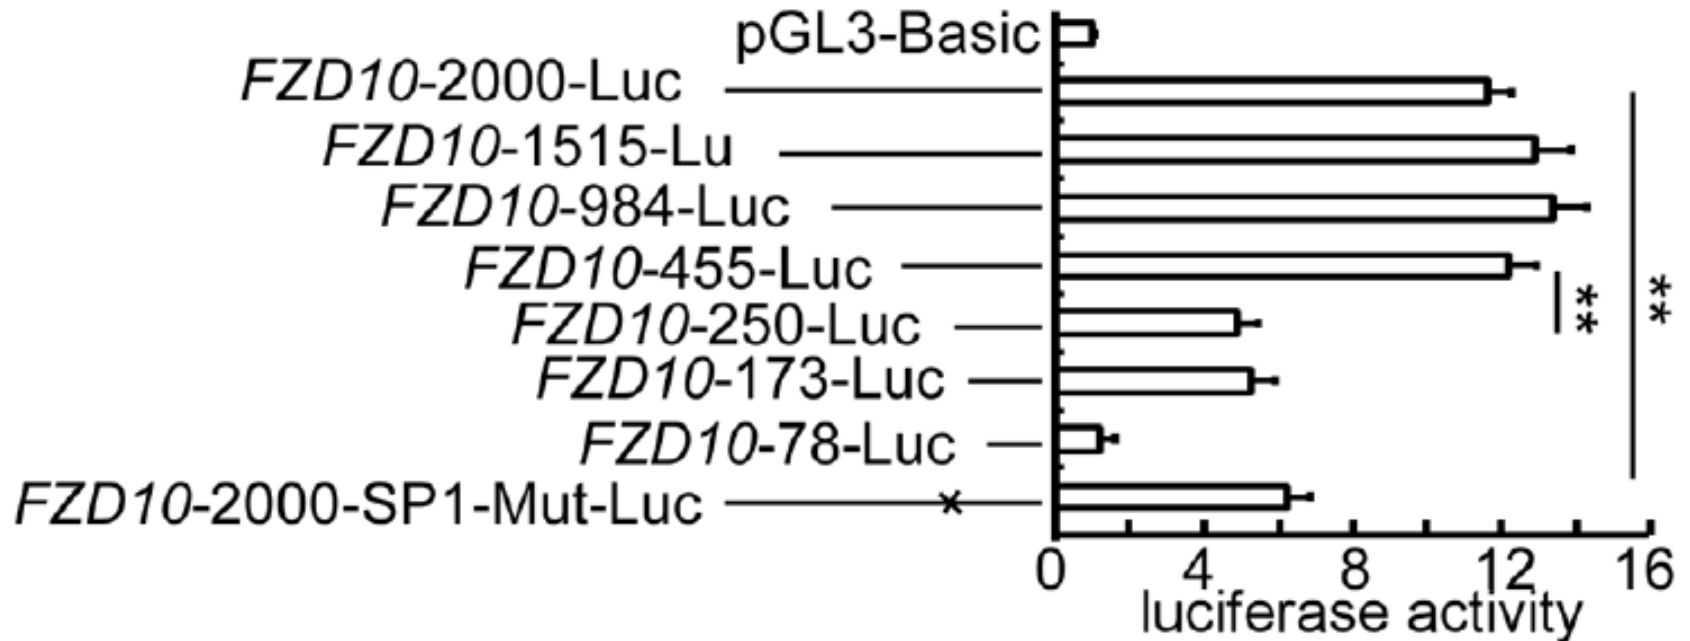 pGL3-Basic
FZD10-2000-Luc
FZD10-1515-Lu
FZD10-984-Luc
FZD10-455-Luc
FZD10-250-Luc
FZD10-173-Luc
FZD10-78-Luc
FZD10-2000-SP1-Mut-Luc
**
**
0 4 8 12 16
luciferase activity